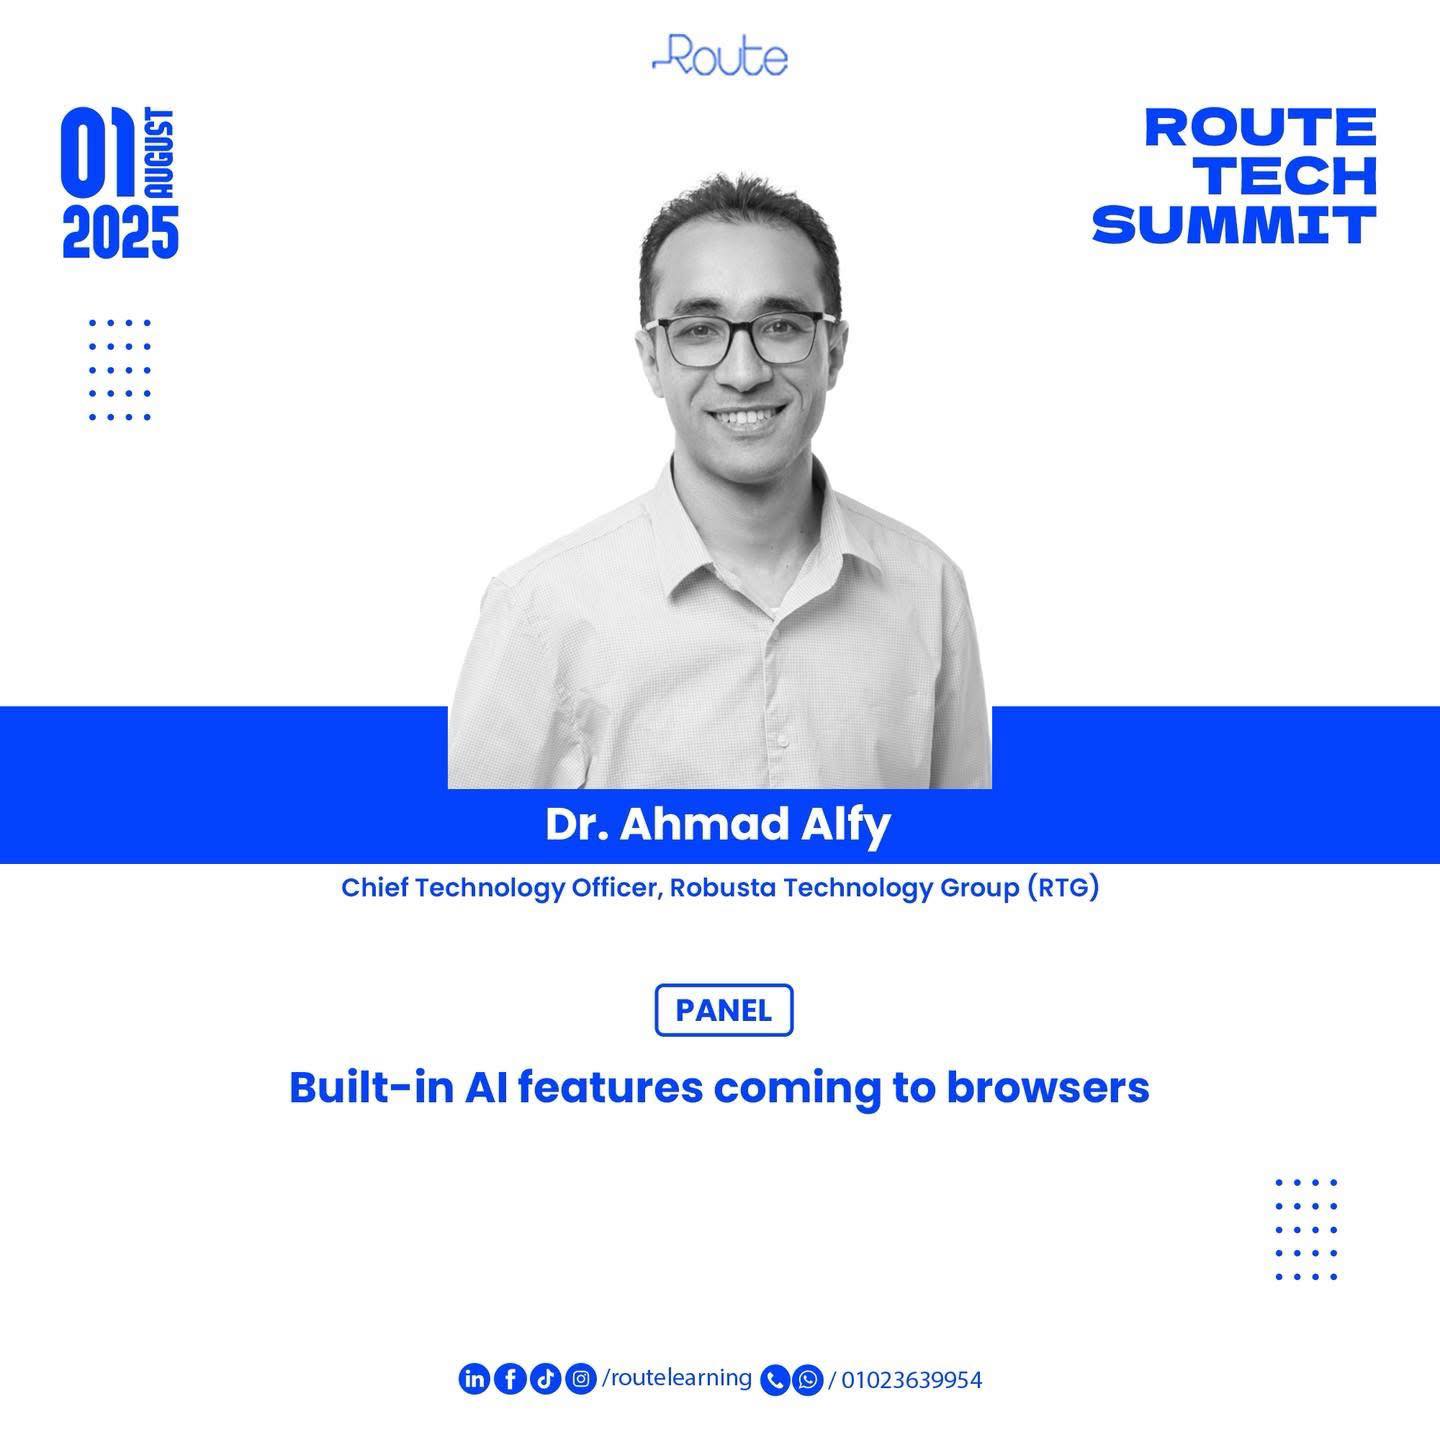 Route
01 AUGUST
2025
ROUTE
TECH
SUMMIT
Dr. Ahmad Alfy
Chief Technology Officer, Robusta Technology Group (RTG)
PANEL
Built-in AI features coming to browsers
/routelearning / 01023639954